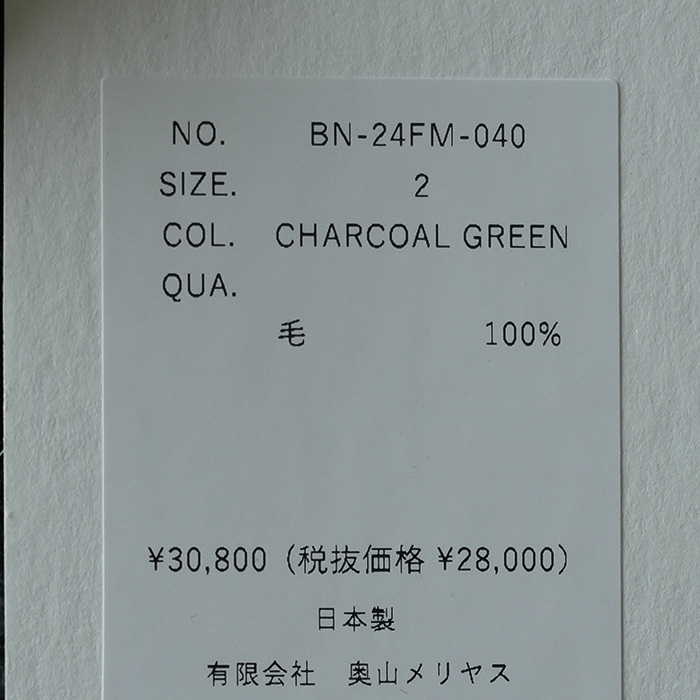 NO. BN-24FM-040
SIZE. 2
COL. CHARCOAL GREEN
QUA.
毛 100%
¥30,800 (税抜価格 ¥28,000)
日本製
有限会社 奥山メリヤス